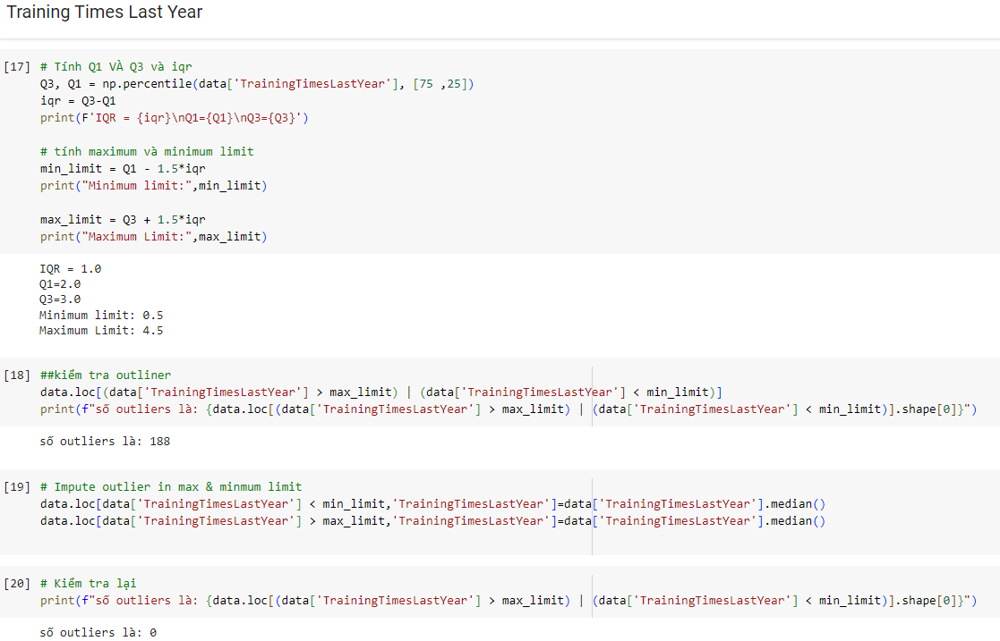 Training Times Last Year
[17] # Tính Q1 VÀ Q3 và iqr
Q3, Q1 = np.percentile(data['TrainingTimesLastYear'], [75 ,25])
iqr = Q3-Q1
print(F'IQR = {iqr}\nQ1={Q1}\nQ3={Q3}')
# tính maximum và minimum limit
min_limit = Q1 - 1.5*iqr
print("Minimum limit:",min_limit)
max_limit = Q3 + 1.5*iqr
print("Maximum Limit:",max_limit)
IQR = 1.0
Q1=2.0
Q3=3.0
Minimum limit: 0.5
Maximum Limit: 4.5
[18] ##kiểm tra outliner
data.loc[(data['TrainingTimesLastYear'] > max_limit) | (data['TrainingTimesLastYear'] < min_limit)]
print(f"số outliers là: {data.loc[(data['TrainingTimesLastYear'] > max_limit) | (data['TrainingTimesLastYear'] < min_limit)].shape[0]}")
số outliers là: 188
[19] # Impute outlier in max & minmum limit
data.loc[data['TrainingTimesLastYear'] < min_limit,'TrainingTimesLastYear']=data['TrainingTimesLastYear'].median()
data.loc[data['TrainingTimesLastYear'] > max_limit,'TrainingTimesLastYear']=data['TrainingTimesLastYear'].median()
[20] # Kiểm tra lại
print(f"số outliers là: {data.loc[(data['TrainingTimesLastYear'] > max_limit) | (data['TrainingTimesLastYear'] < min_limit)].shape[0]}")
số outliers là: 0